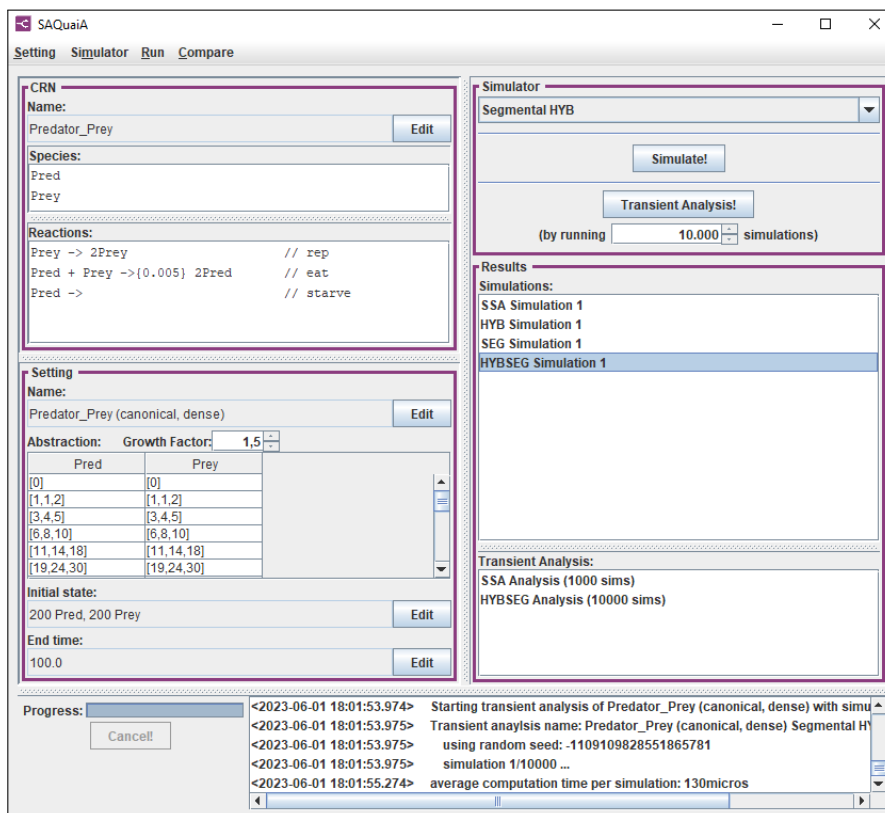 SAQuaiA
Setting Simulator Run Compare
CRN
Name:
Predator_Prey Edit
Species:
Pred
Prey
Reactions:
Prey -> 2Prey // rep
Pred + Prey ->{0.005} 2Pred // eat
Pred -> // starve
Setting
Name:
Predator_Prey (canonical, dense) Edit
Abstraction: Growth Factor: 1,5
Pred Prey
[0] [0]
[1,1,2] [1,1,2]
[3,4,5] [3,4,5]
[6,8,10] [6,8,10]
[11,14,18] [11,14,18]
[19,24,30] [19,24,30]
Initial state:
200 Pred, 200 Prey Edit
End time:
100.0 Edit
Simulator
Segmental HYB
Simulate!
Transient Analysis!
(by running 10.000 simulations)
Results
Simulations:
SSA Simulation 1
HYB Simulation 1
SEG Simulation 1
HYBSEG Simulation 1
Transient Analysis:
SSA Analysis (1000 sims)
HYBSEG Analysis (10000 sims)
Progress:
Cancel!
<2023-06-01 18:01:53.974> Starting transient analysis of Predator_Prey (canonical, dense) with simu
<2023-06-01 18:01:53.975> Transient anaylsis name: Predator_Prey (canonical, dense) Segmental HY
<2023-06-01 18:01:53.975> using random seed: -1109109828551865781
<2023-06-01 18:01:53.975> simulation 1/10000 ...
<2023-06-01 18:01:55.274> average computation time per simulation: 130micros